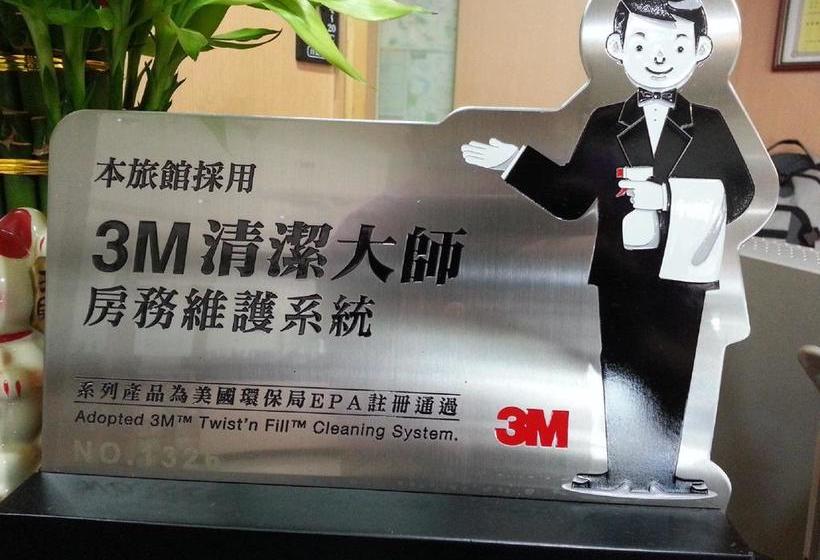 本旅館採用
3M清潔大師
房務維護系統
系列產品為美國環保局EPA註冊通過
Adopted 3M™ Twist'n Fill™ Cleaning System.
3M
NO.1326